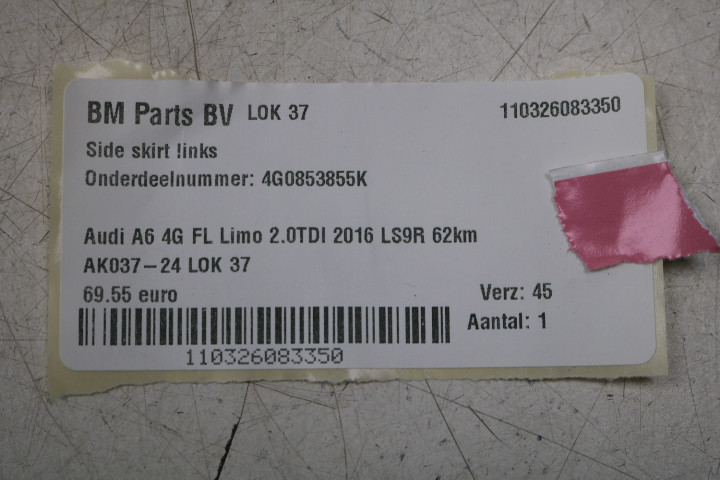 BM Parts BV LOK 37 110326083350
Side skirt links
Onderdeelnummer: 4G0853855K
Audi A6 4G FL Limo 2.0TDI 2016 LS9R 62km
AK037-24 LOK 37
69.55 euro Verz: 45
Aantal: 1
110326083350